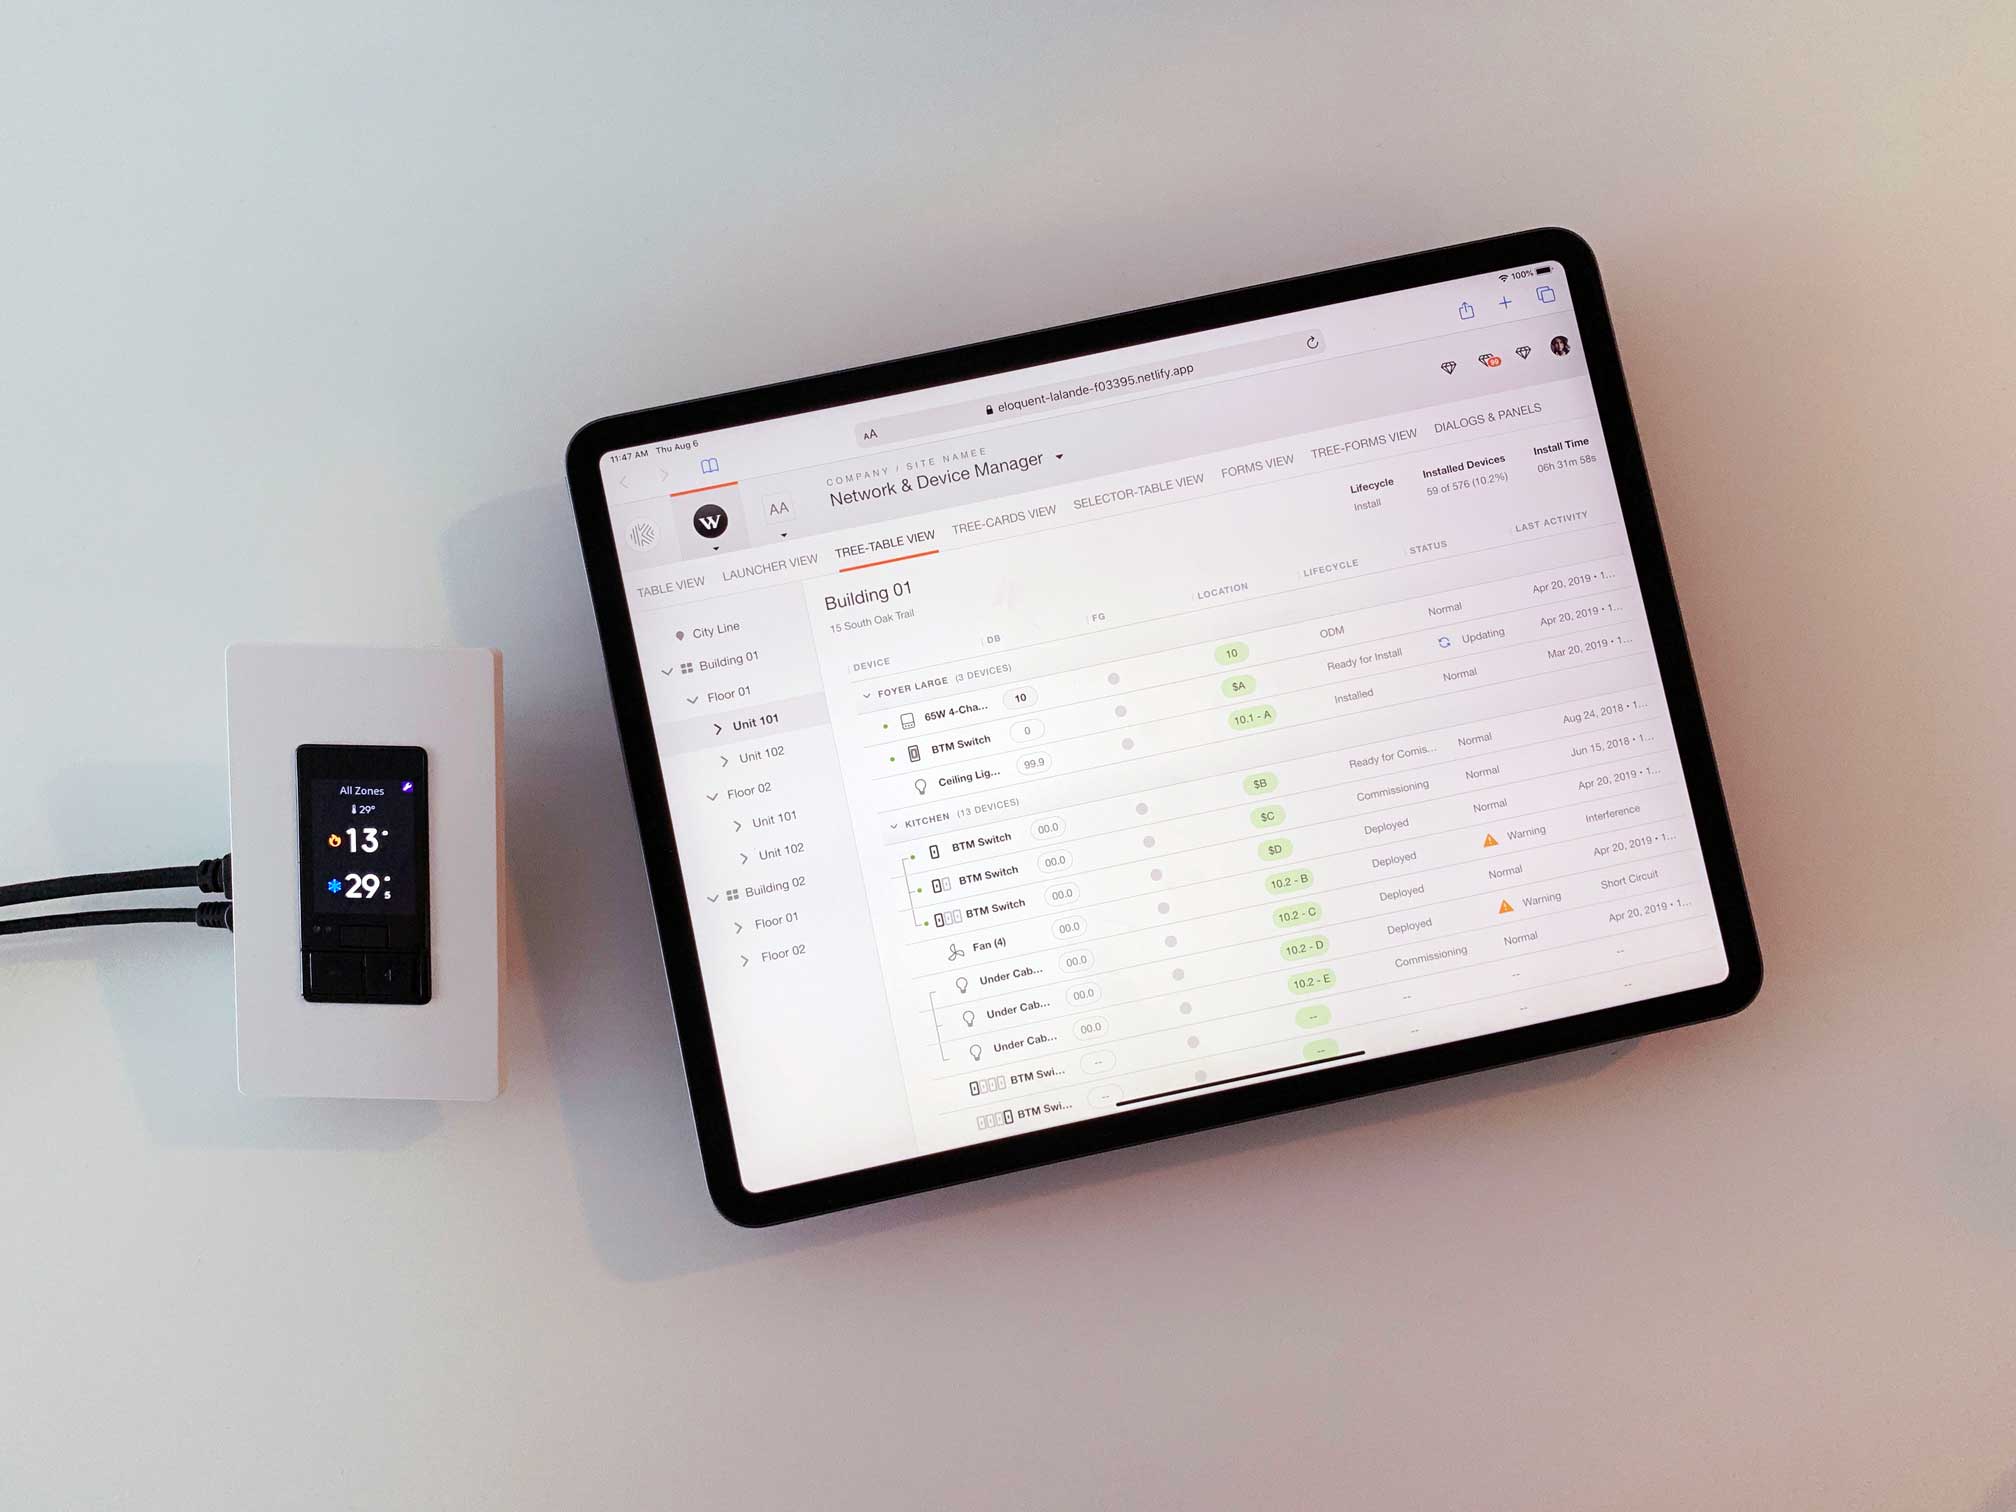 All Zones
29°
13°
29°5
11:47 AM Thu Aug 6
100%
AA
eloquent-lalande-f03395.netlify.app
W
AA
COMPANY / SITE NAMEE
Network & Device Manager
99
TABLE VIEW LAUNCHER VIEW TREE-TABLE VIEW TREE-CARDS VIEW SELECTOR-TABLE VIEW FORMS VIEW TREE-FORMS VIEW DIALOGS & PANELS
City Line
Building 01
Floor 01
Unit 101
Unit 102
Floor 02
Unit 101
Unit 102
Building 02
Floor 01
Floor 02
Building 01
15 South Oak Trail
Lifecycle
Install
Installed Devices
59 of 576 (10.2%)
Install Time
06h 31m 58s
DEVICE DB FG LOCATION LIFECYCLE STATUS LAST ACTIVITY
FOYER LARGE (3 DEVICES)
65W 4-Cha... 10 10 ODM Normal Apr 20, 2019 • 1...
BTM Switch 0 $A Ready for Install Updating Apr 20, 2019 • 1...
Ceiling Lig... 99.9 10.1 - A Installed Normal Mar 20, 2019 • 1...
KITCHEN (13 DEVICES)
BTM Switch 00.0 $B Ready for Comis... Normal Aug 24, 2018 • 1...
BTM Switch 00.0 $C Commissioning Normal Jun 15, 2018 • 1...
BTM Switch 00.0 $D Deployed Normal Apr 20, 2019 • 1...
Fan (4) 00.0 10.2 - B Deployed Warning Interference
Under Cab... 00.0 10.2 - C Deployed Normal Apr 20, 2019 • 1...
Under Cab... 00.0 10.2 - D Deployed Warning Short Circuit
Under Cab... 00.0 10.2 - E Commissioning Normal Apr 20, 2019 • 1...
BTM Swi... -- -- -- -- --
BTM Swi... -- -- -- -- --